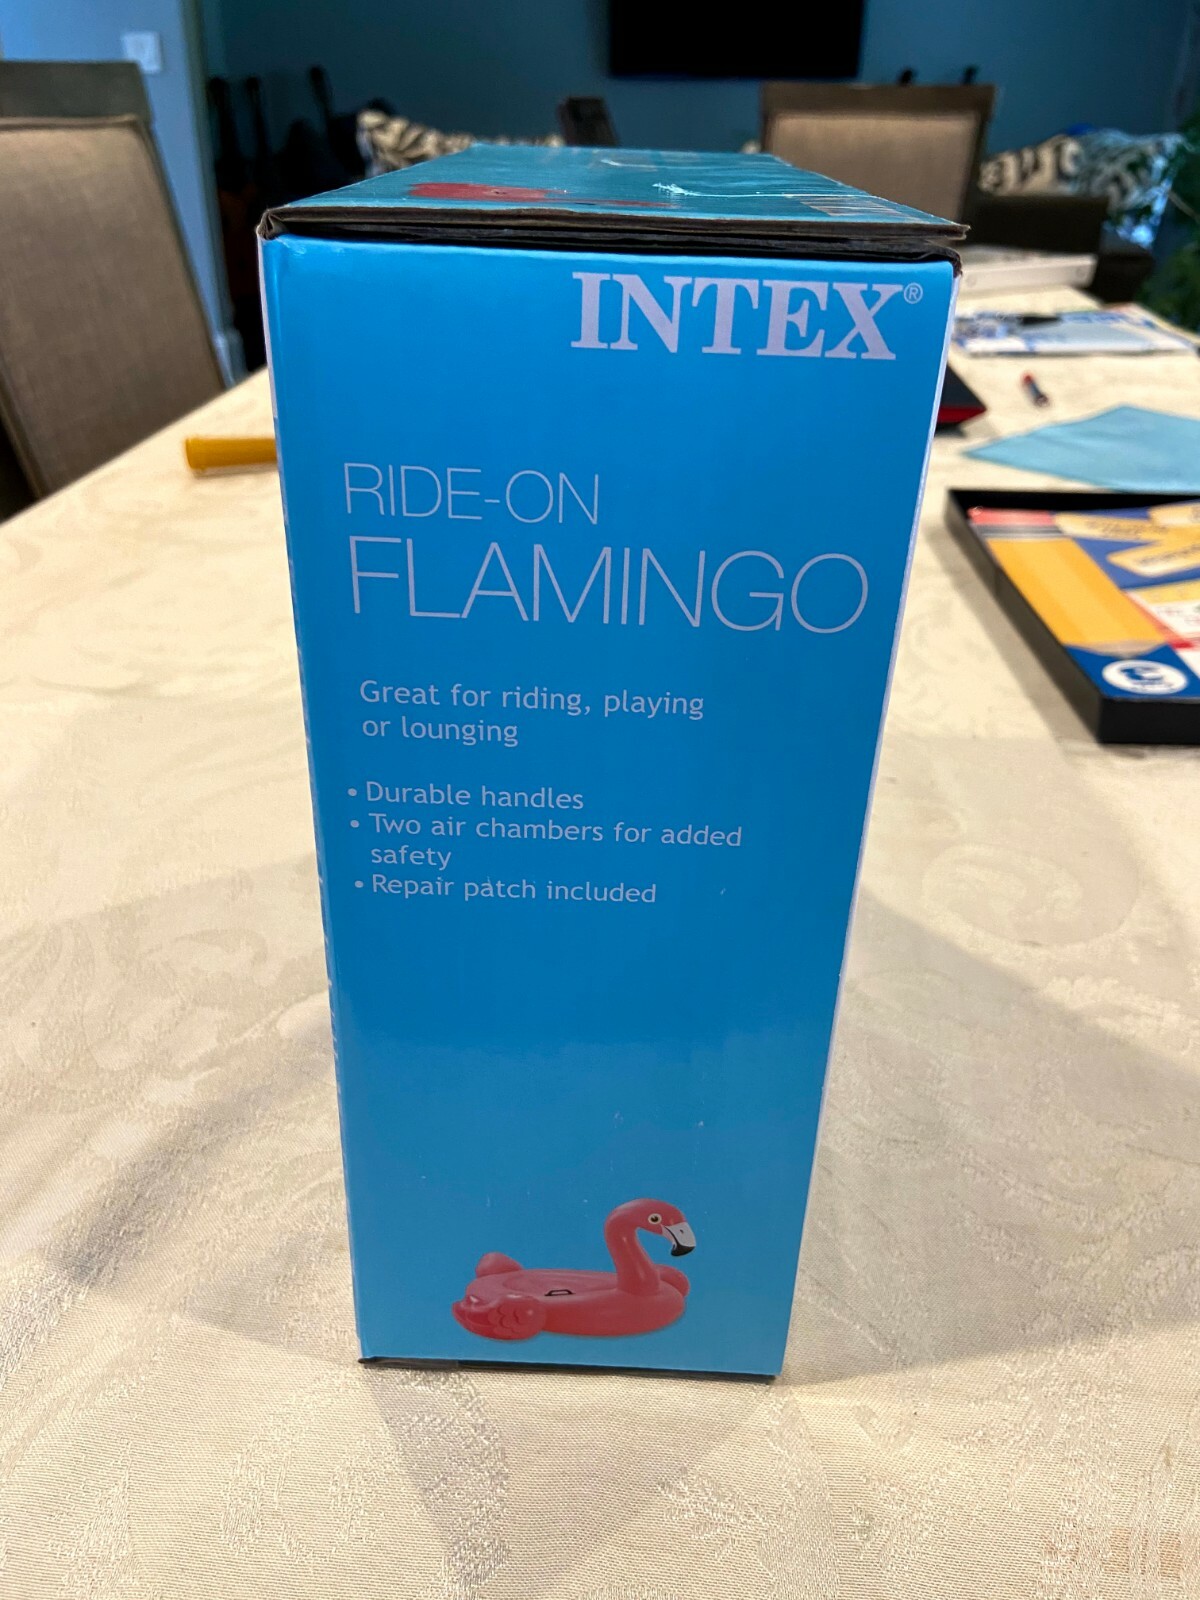 INTEX®
RIDE-ON
FLAMINGO
Great for riding, playing
or lounging
• Durable handles
• Two air chambers for added
safety
• Repair patch included